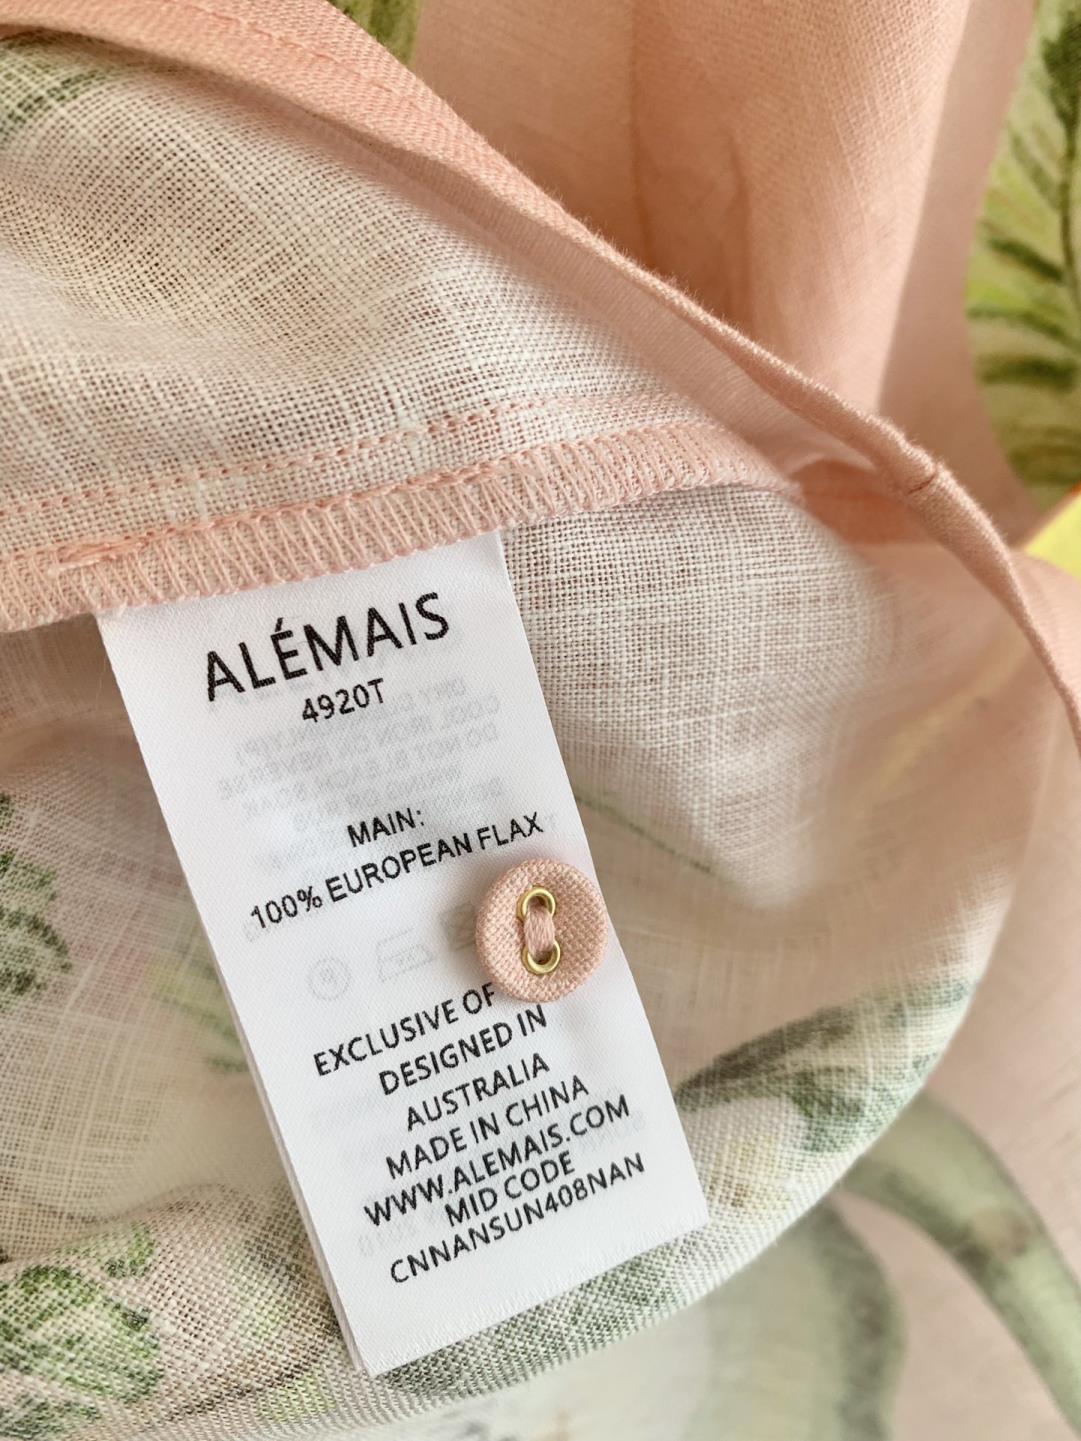 ALÉMAIS
4920T
MAIN:
100% EUROPEAN FLAX
EXCLUSIVE OF
DESIGNED IN
AUSTRALIA
MADE IN CHINA
WWW.ALEMAIS.COM
MID CODE
CNNANSUN408NAN